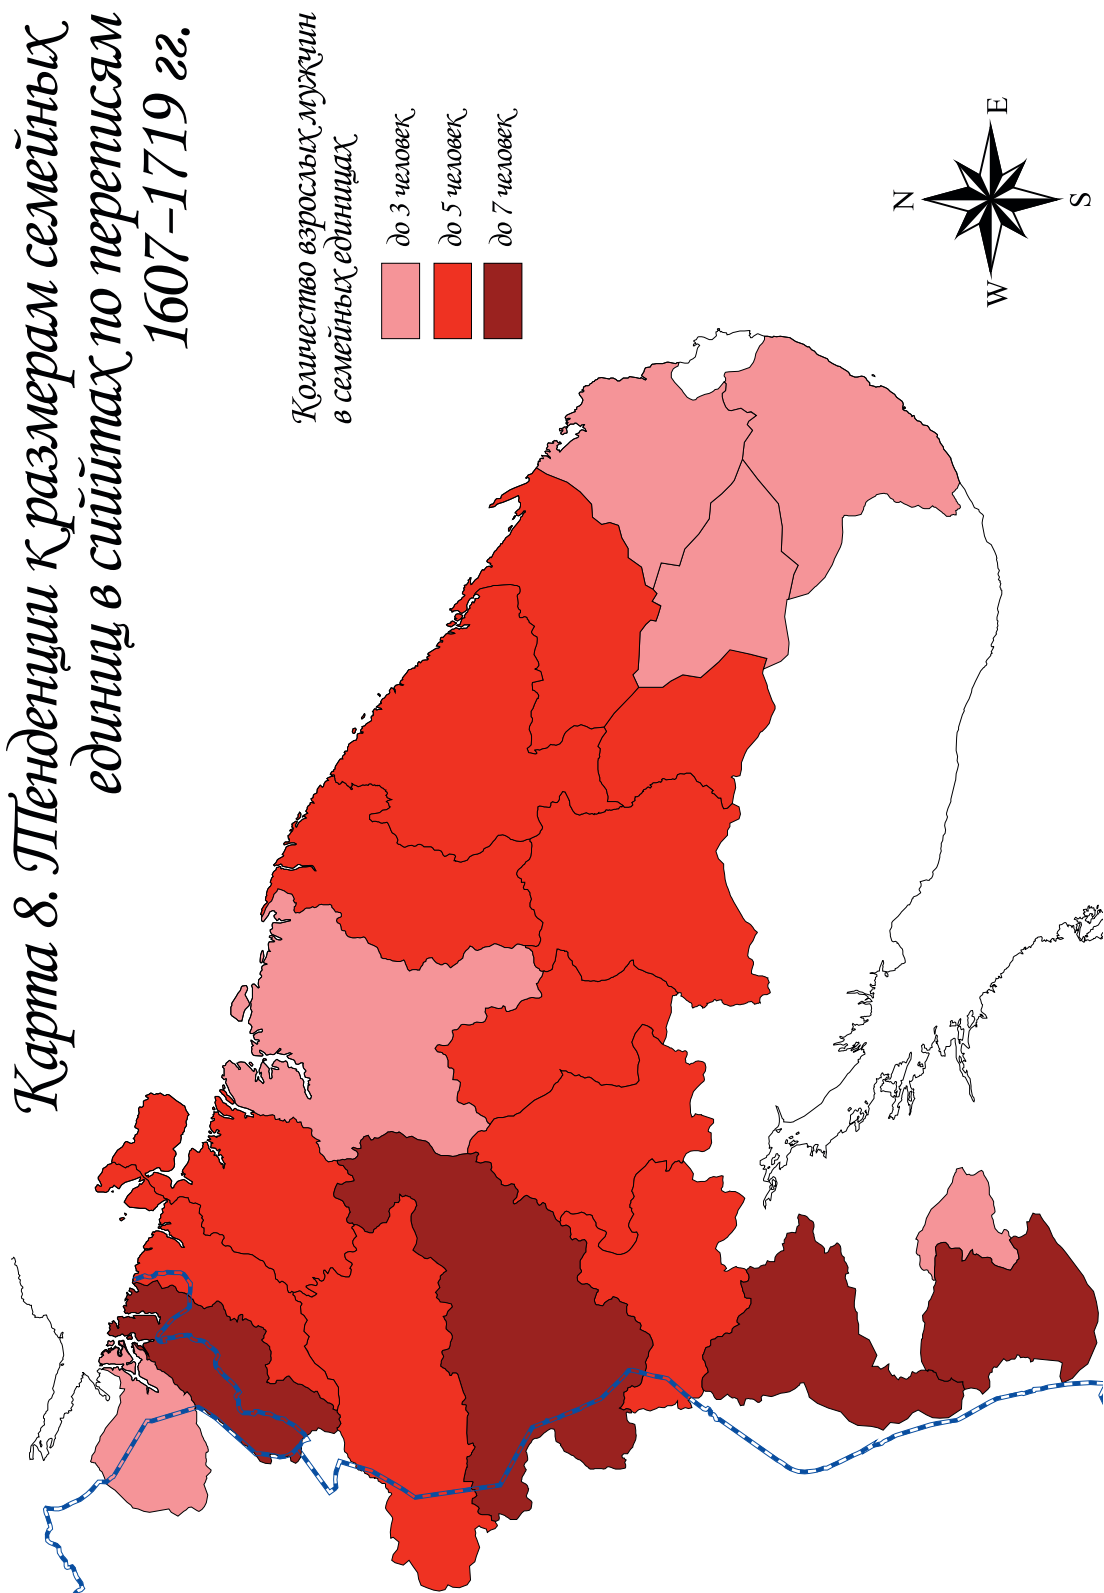 Карта 8. Тенденции к размерам семейных
единиц в сийтах по переписям
1607–1719 гг.
Количество взрослых мужчин
в семейных единицах
до 3 человек
до 5 человек
до 7 человек
N
W
E
S